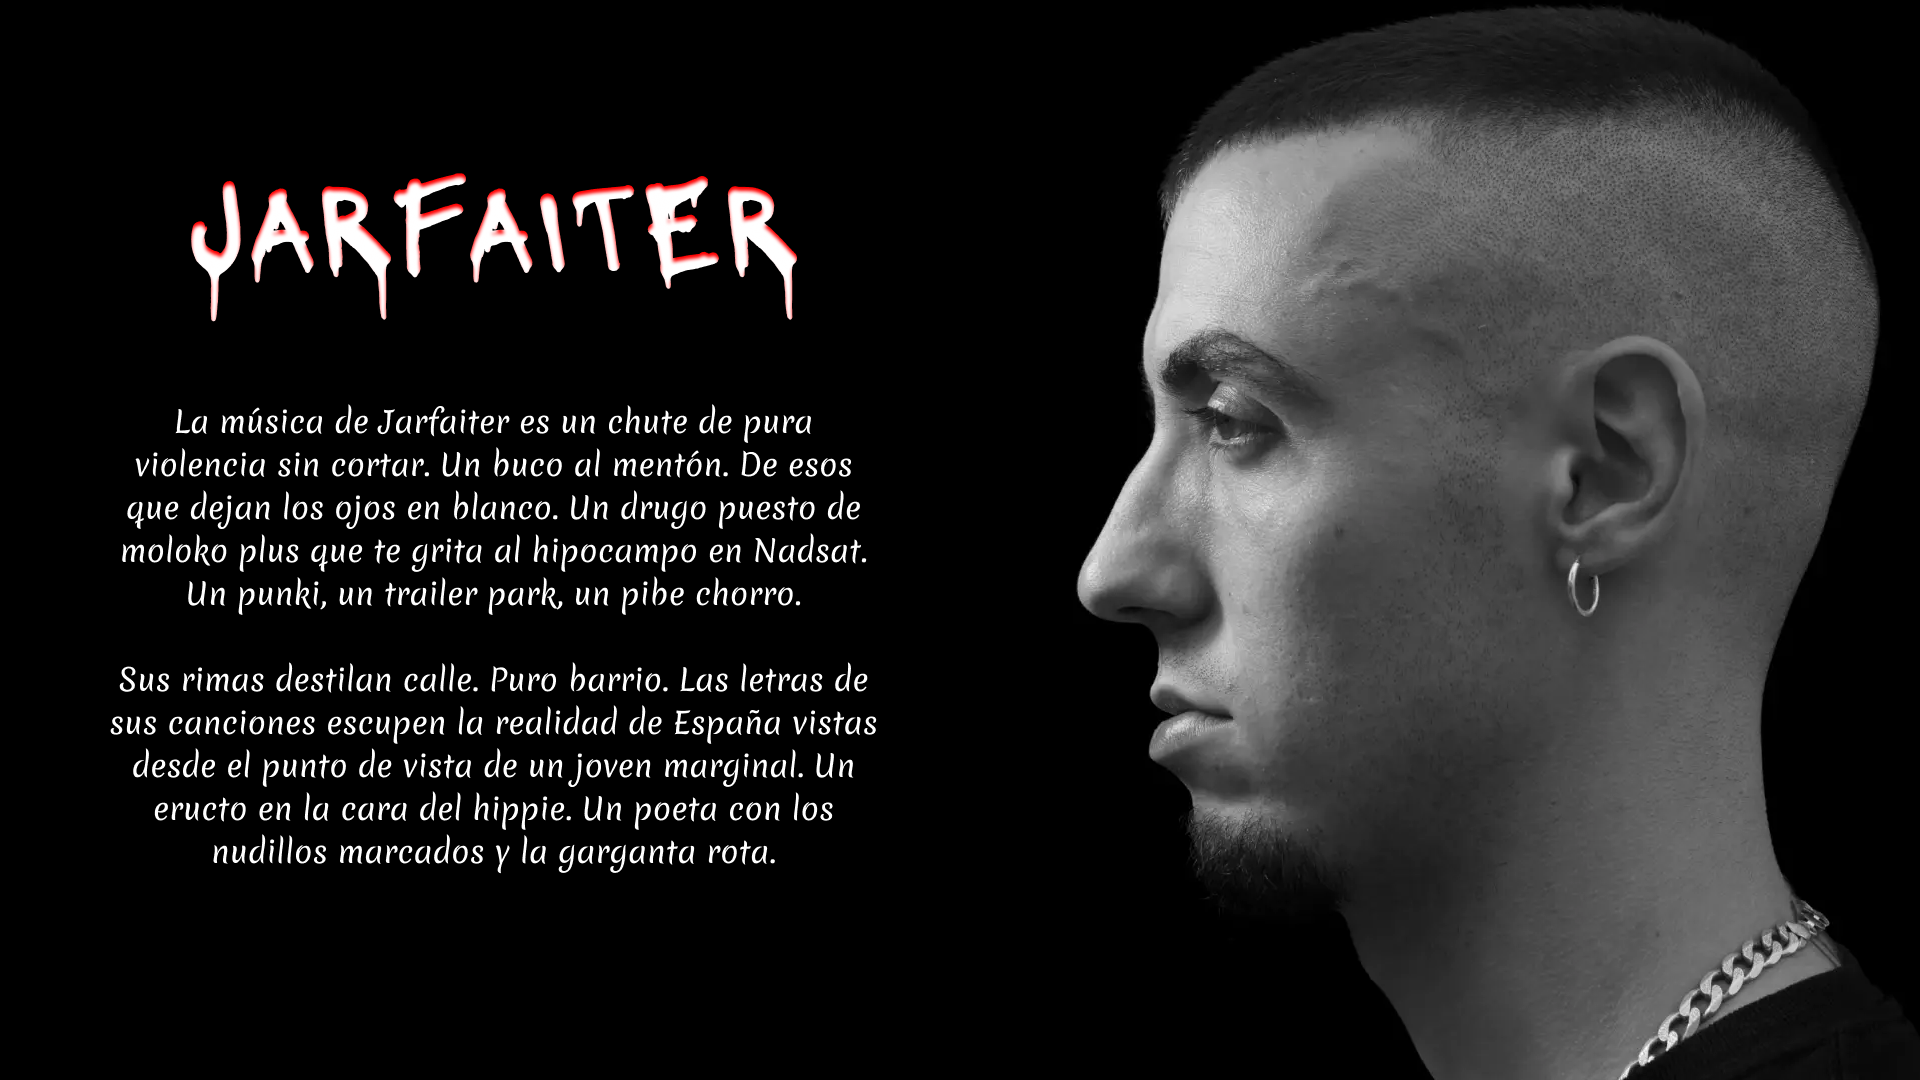 JARFAITER
La música de Jarfaiter es un chute de pura
violencia sin cortar. Un buco al mentón. De esos
que dejan los ojos en blanco. Un drugo puesto de
moloko plus que te grita al hipocampo en Nadsat.
Un punki, un trailer park, un pibe chorro.
Sus rimas destilan calle. Puro barrio. Las letras de
sus canciones escupen la realidad de España vistas
desde el punto de vista de un joven marginal. Un
eructo en la cara del hippie. Un poeta con los
nudillos marcados y la garganta rota.